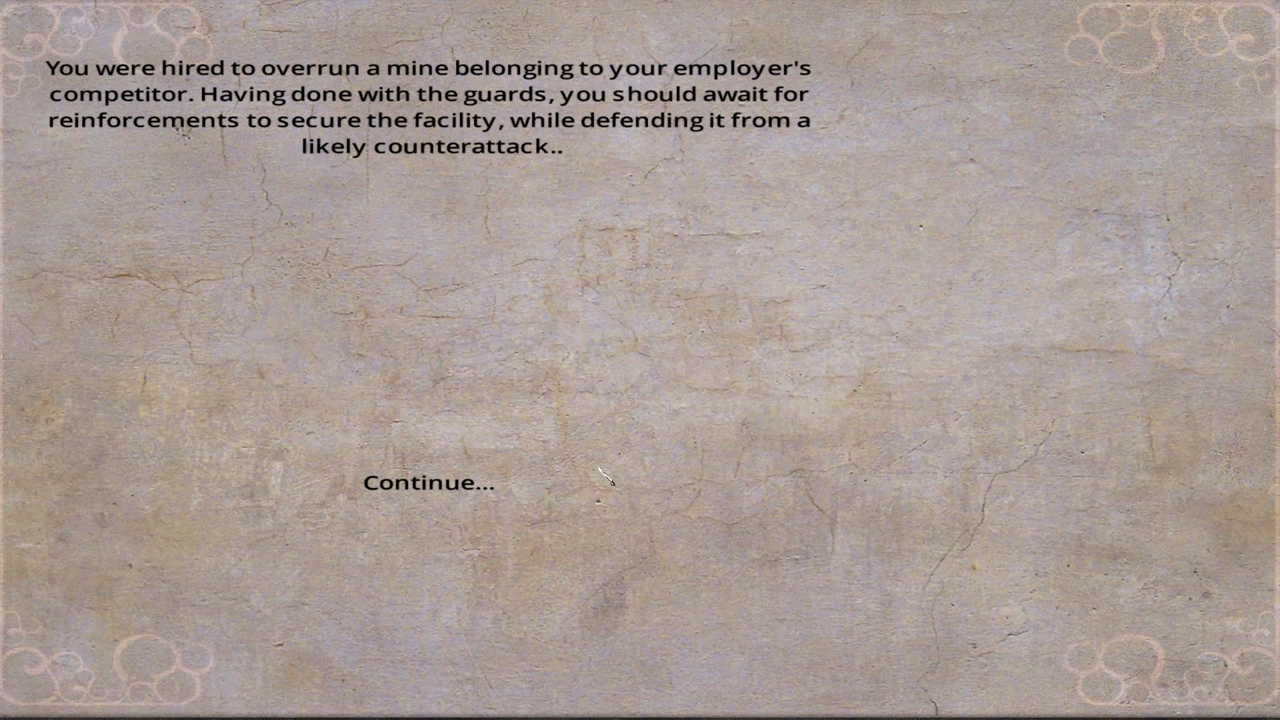 You were hired to overrun a mine belonging to your employer's
competitor. Having done with the guards, you should await for
reinforcements to secure the facility, while defending it from a
likely counterattack..
Continue...